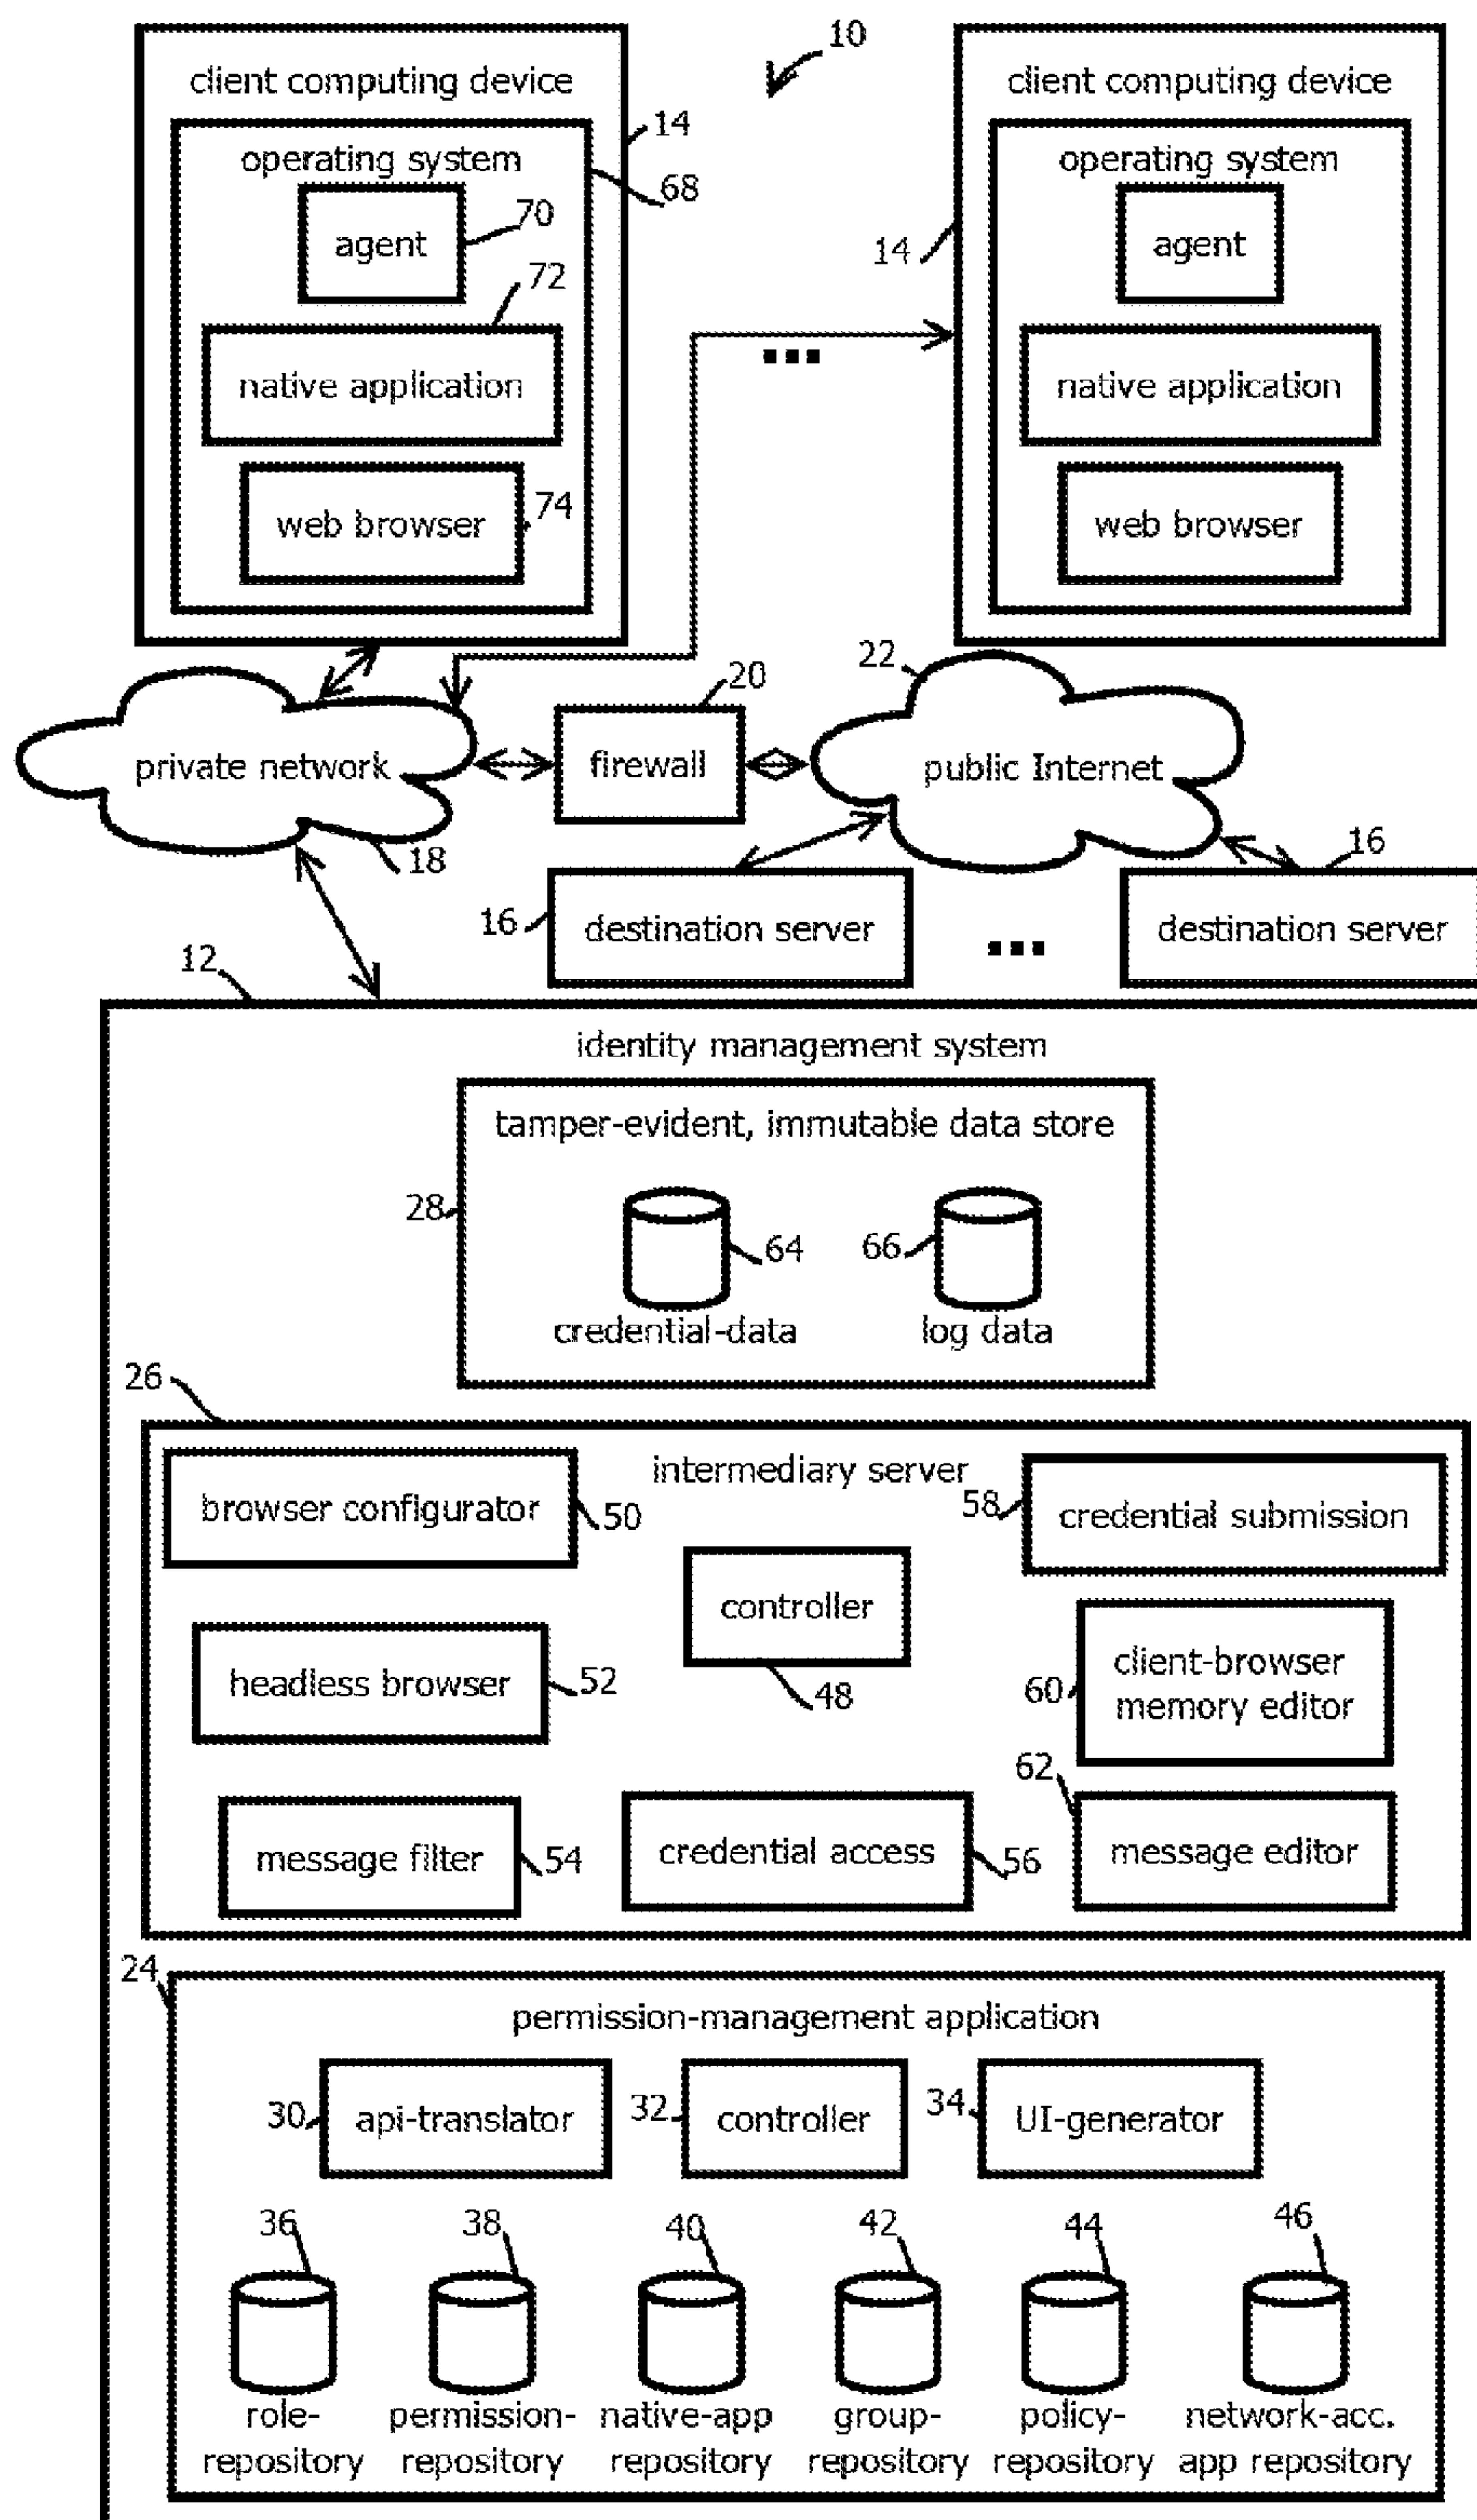 10
client computing device
client computing device
14
operating system
operating system
68
70
agent
14
agent
72
...
native application
native application
web browser
74
web browser
22
20
private network
firewall
public Internet
18
16
16
destination server
...
destination server
12
identity management system
tamper-evident, immutable data store
28
64
66
credential-data
log data
26
intermediary server
browser configurator
50
58
credential submission
controller
48
headless browser
52
60
client-browser
memory editor
62
message filter
54
credential access
56
message editor
24
permission-management application
30
api-translator
32
controller
34
UI-generator
36
38
40
42
44
46
role-
permission-
native-app
group-
policy-
network-acc.
repository
repository
repository
repository
repository
app repository